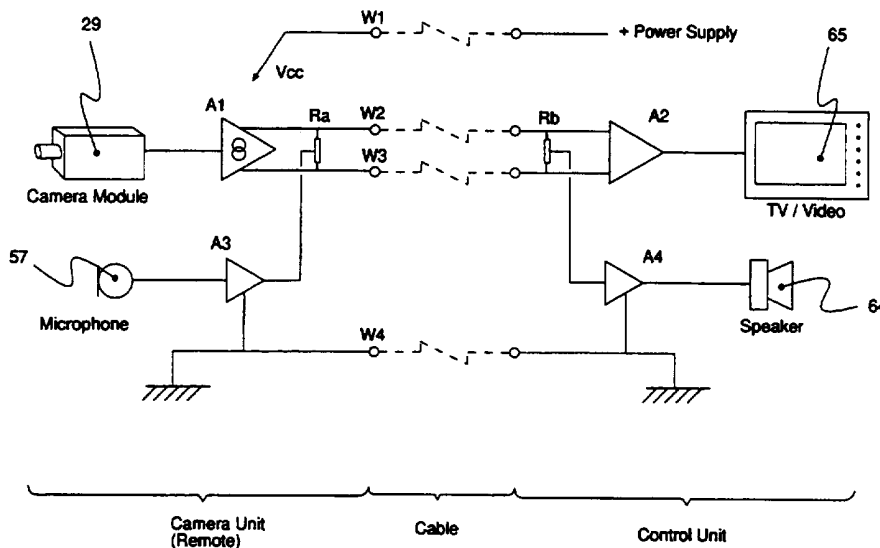 W1
+ Power Supply
29
65
Vcc
A1
Ra
W2
Rb
A2
W3
Camera Module
TV / Video
57
A3
A4
Microphone
Speaker
64
W4
Camera Unit
(Remote)
Cable
Control Unit